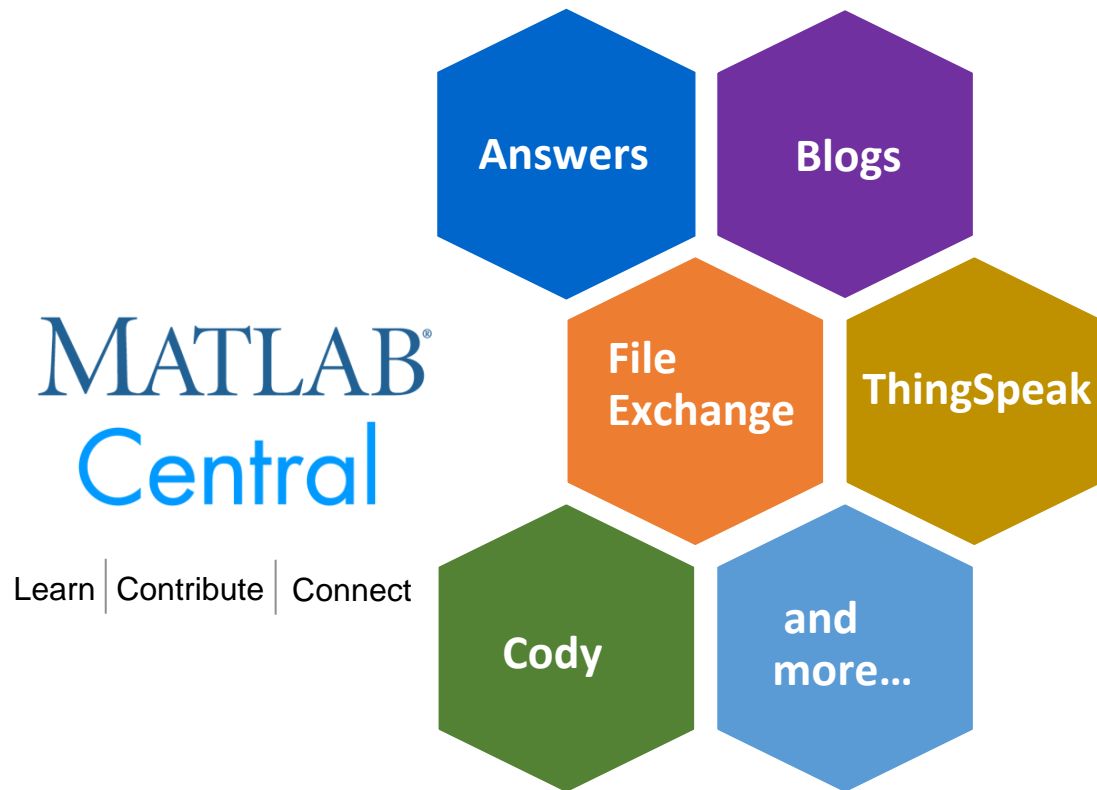 MATLAB®
Central
Learn | Contribute | Connect
Answers
Blogs
File
Exchange
ThingSpeak
Cody
and
more…